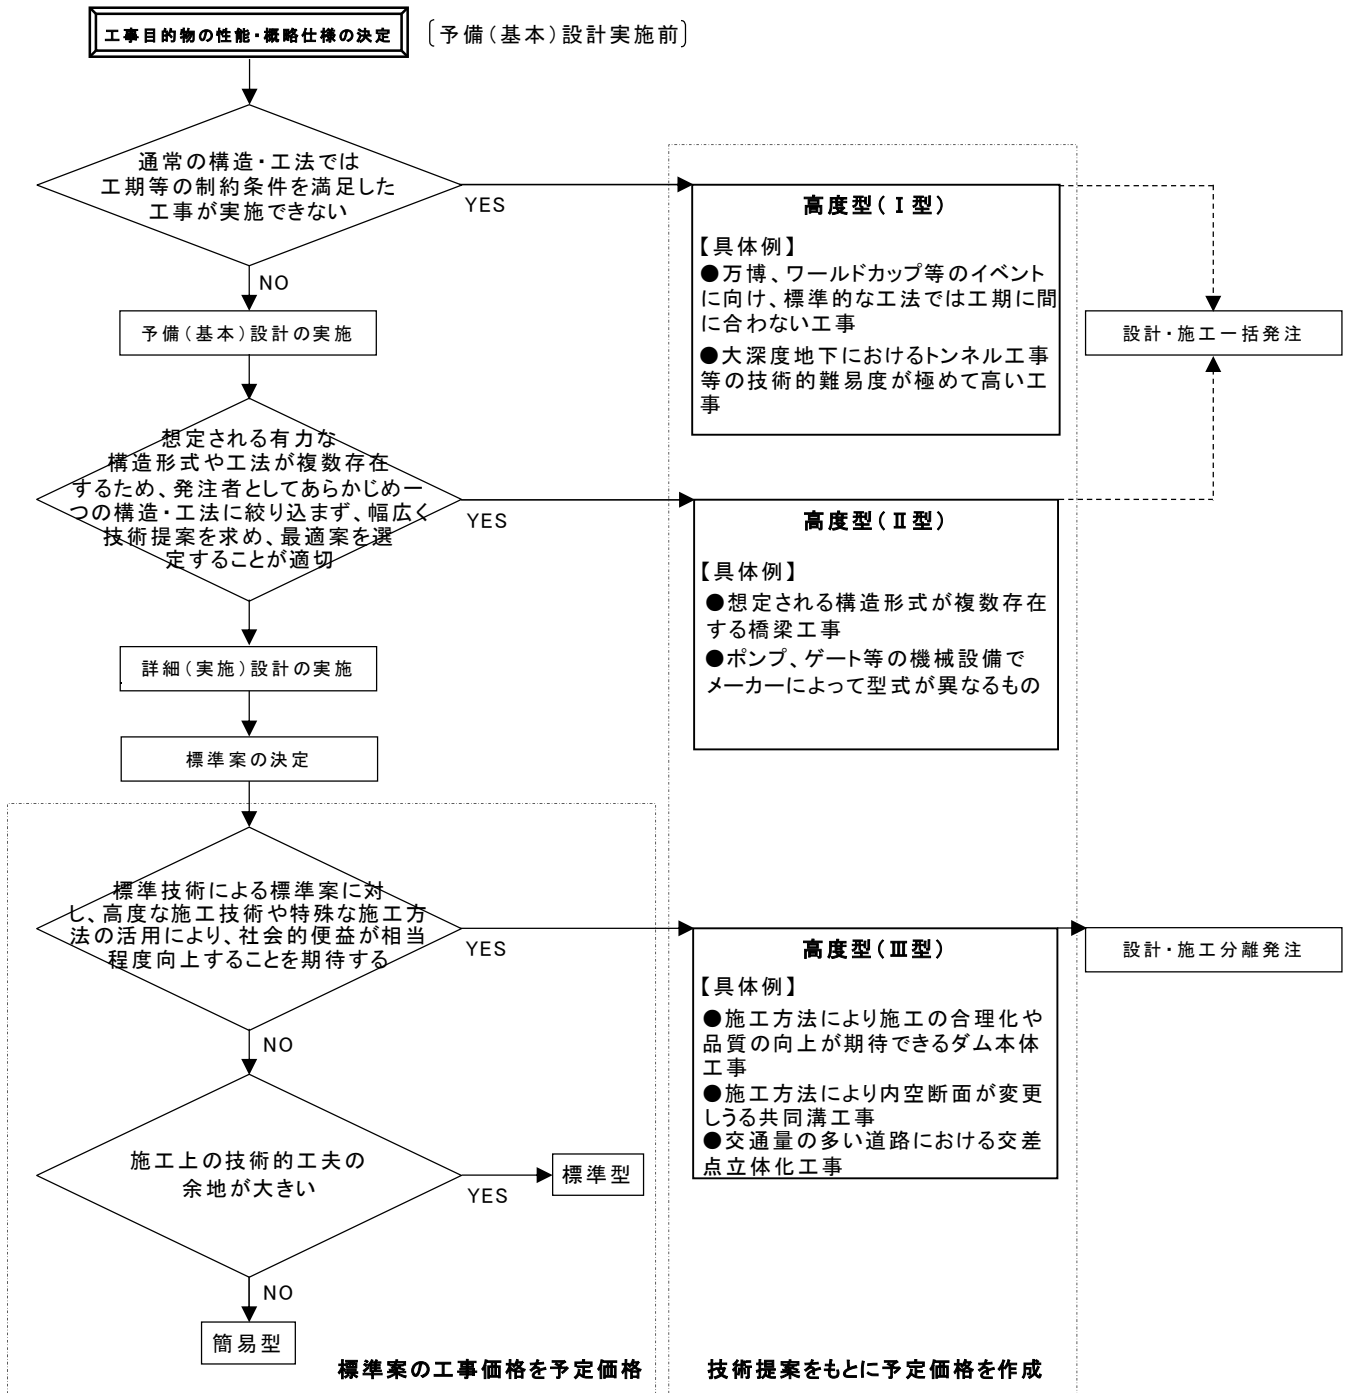 工事目的物の性能・概略仕様の決定
〔予備(基本)設計実施前〕
通常の構造・工法では
工期等の制約条件を満足した
工事が実施できない
YES
NO
高度型(Ⅰ型)
【具体例】
●万博、ワールドカップ等のイベント
に向け、標準的な工法では工期に間
に合わない工事
●大深度地下におけるトンネル工事
等の技術的難易度が極めて高い工
事
設計・施工一括発注
予備(基本)設計の実施
想定される有力な
構造形式や工法が複数存在
するため、発注者としてあらかじめ一
つの構造・工法に絞り込まず、幅広く
技術提案を求め、最適案を選
定することが適切
YES
高度型(Ⅱ型)
【具体例】
●想定される構造形式が複数存在
する橋梁工事
●ポンプ、ゲート等の機械設備で
メーカーによって型式が異なるもの
詳細(実施)設計の実施
標準案の決定
標準技術による標準案に対
し、高度な施工技術や特殊な施工方
法の活用により、社会的便益が相当
程度向上することを期待する
YES
NO
高度型(Ⅲ型)
【具体例】
●施工方法により施工の合理化や
品質の向上が期待できるダム本体
工事
●施工方法により内空断面が変更
しうる共同溝工事
●交通量の多い道路における交差
点立体化工事
設計・施工分離発注
施工上の技術的工夫の
余地が大きい
YES
標準型
NO
簡易型
標準案の工事価格を予定価格
技術提案をもとに予定価格を作成